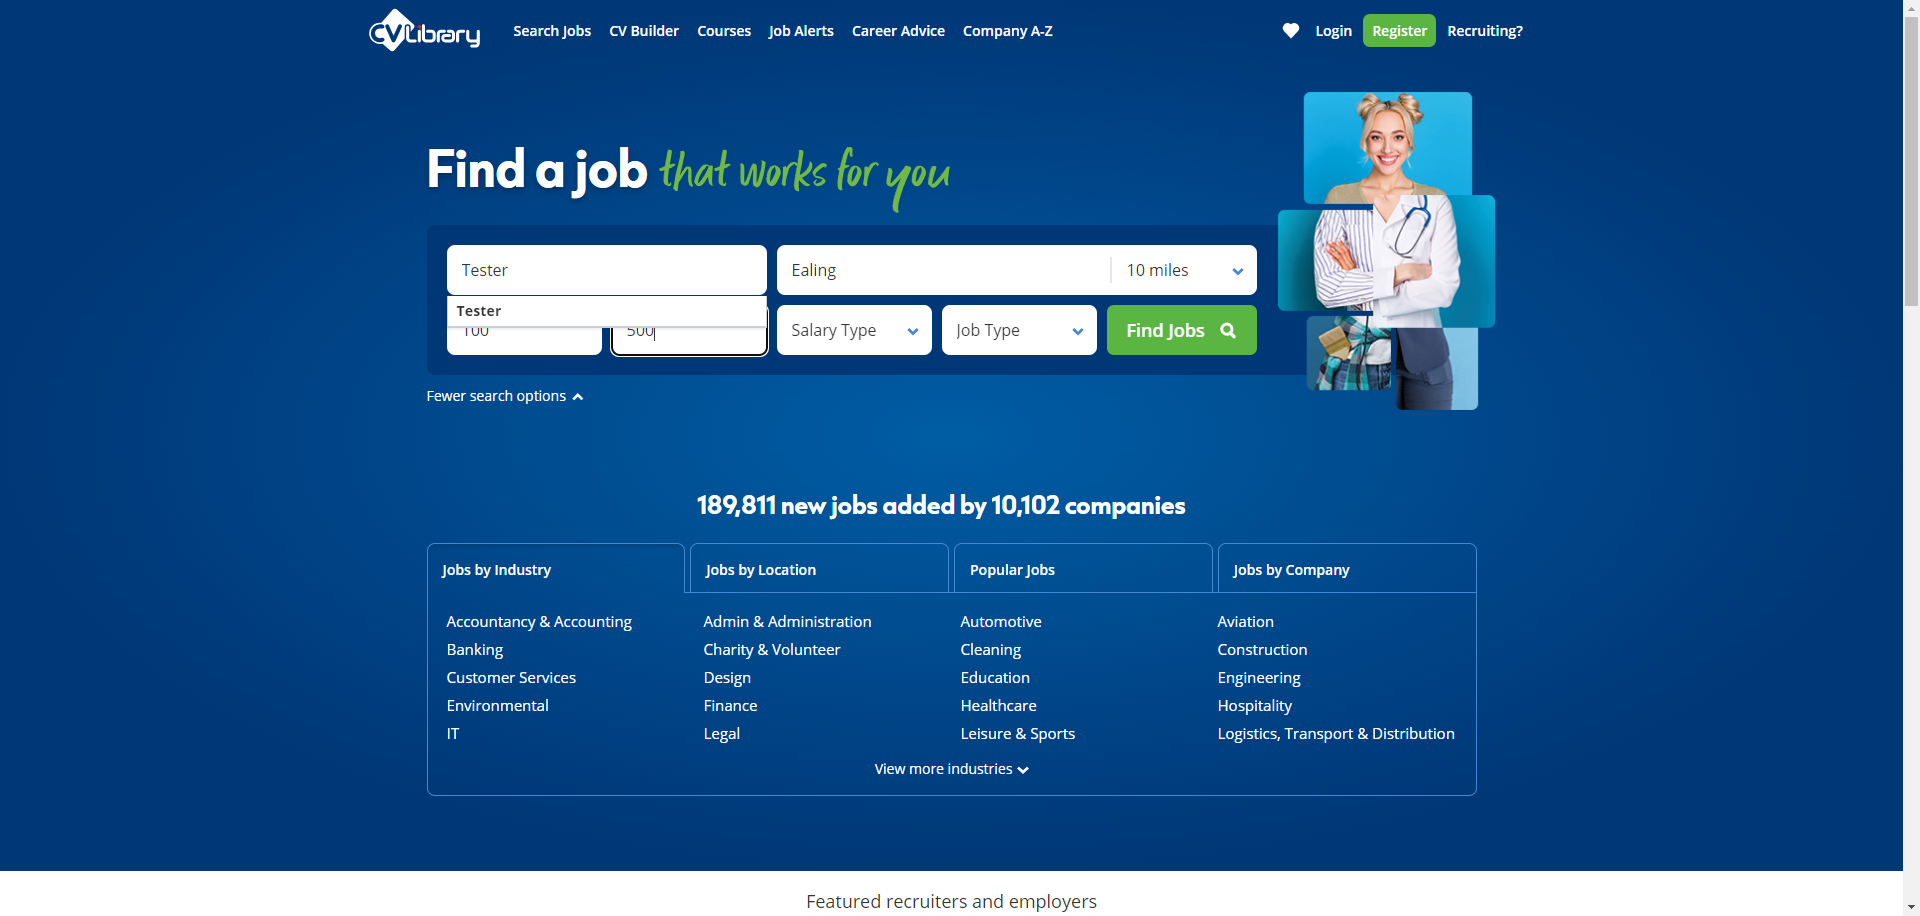 CV Library
Search Jobs CV Builder Courses Job Alerts Career Advice Company A-Z Login Register Recruiting?
Find a job that works for you
Tester Ealing 10 miles
Tester
100 500 Salary Type Job Type Find Jobs
Fewer search options
189,811 new jobs added by 10,102 companies
Jobs by Industry Jobs by Location Popular Jobs Jobs by Company
Accountancy & Accounting Admin & Administration Automotive Aviation
Banking Charity & Volunteer Cleaning Construction
Customer Services Design Education Engineering
Environmental Finance Healthcare Hospitality
IT Legal Leisure & Sports Logistics, Transport & Distribution
View more industries
Featured recruiters and employers